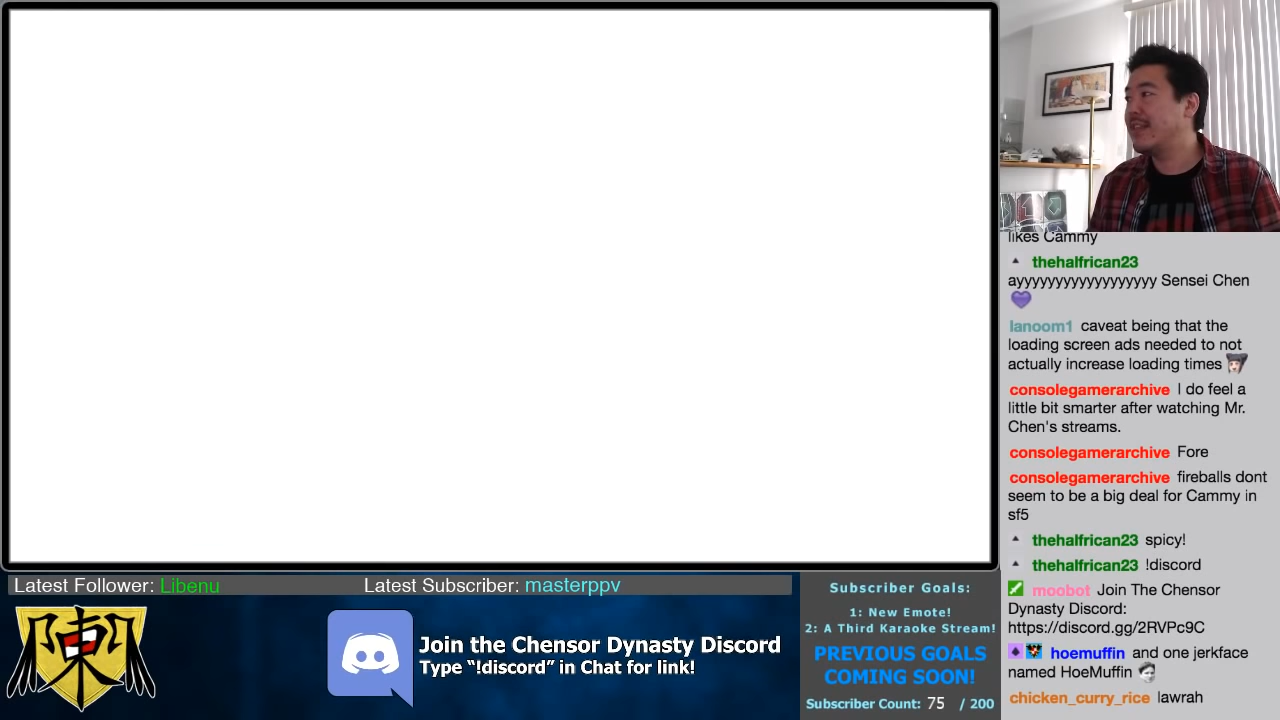 likes Cammy
thehalfrican23
ayyyyyyyyyyyyyyyyyyy Sensei Chen
lanoom1 caveat being that the
loading screen ads needed to not
actually increase loading times
consolegamerarchive I do feel a
little bit smarter after watching Mr.
Chen's streams.
consolegamerarchive Fore
consolegamerarchive fireballs dont
seem to be a big deal for Cammy in
sf5
thehalfrican23 spicy!
thehalfrican23 !discord
moobot Join The Chensor
Dynasty Discord:
https://discord.gg/2RVPc9C
hoemuffin and one jerkface
named HoeMuffin
chicken_curry_rice lawrah
Latest Follower: Libenu
Latest Subscriber: masterppv
陳
Join the Chensor Dynasty Discord
Type "!discord" in Chat for link!
Subscriber Goals:
1: New Emote!
2: A Third Karaoke Stream!
PREVIOUS GOALS
COMING SOON!
Subscriber Count: 75 / 200